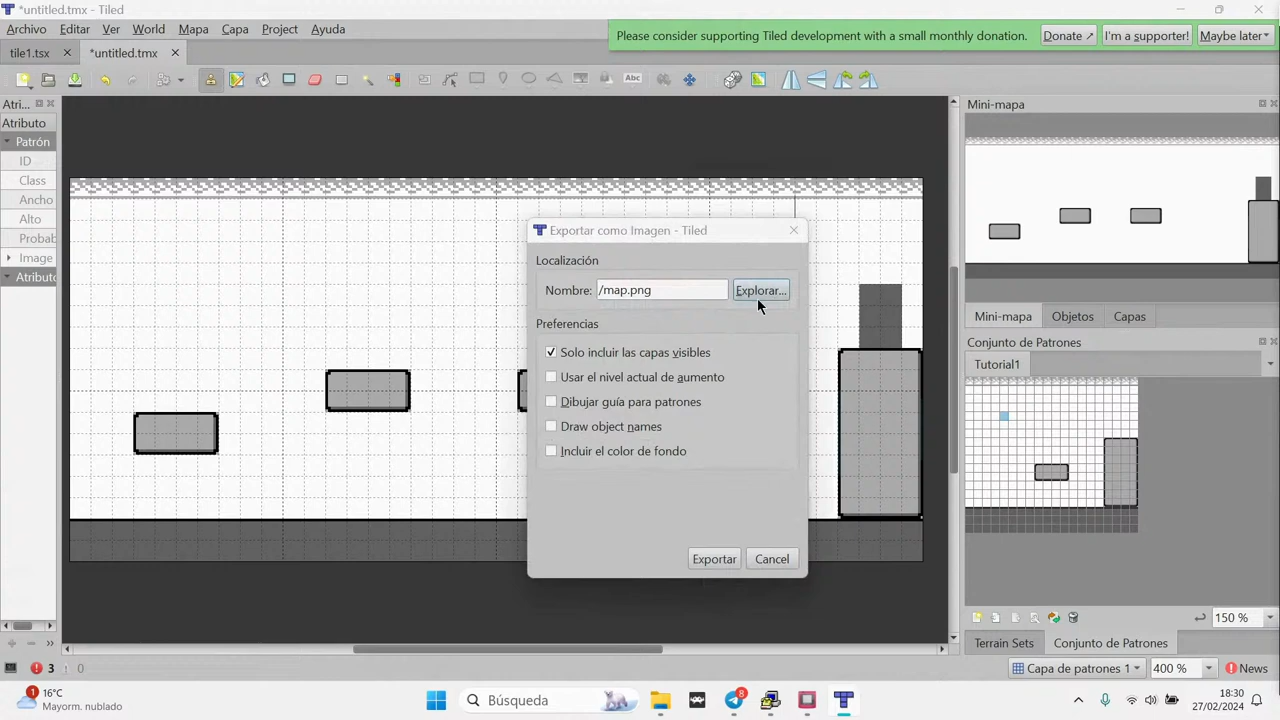 *untitled.tmx - Tiled
Archivo Editar Ver World Mapa Capa Project Ayuda
Please consider supporting Tiled development with a small monthly donation. Donate ↗ I'm a supporter! Maybe later
tile1.tsx *untitled.tmx
Abc
Atri...
Atributo
Patrón
ID
Class
Ancho
Alto
Probab
Image
Atributo
Exportar como Imagen - Tiled
Localización
Nombre: /map.png Explorar...
Preferencias
Solo incluir las capas visibles
Usar el nivel actual de aumento
Dibujar guía para patrones
Draw object names
Incluir el color de fondo
Exportar Cancel
Mini-mapa
Mini-mapa Objetos Capas
Conjunto de Patrones
Tutorial1
150 %
Terrain Sets Conjunto de Patrones
3 0
Capa de patrones 1 400 % News
1
16°C
Mayorm. nublado
Búsqueda
8
18:30
27/02/2024